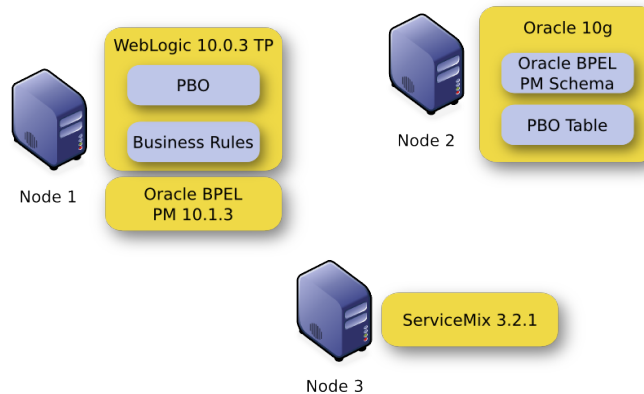 WebLogic 10.0.3 TP
PBO
Business Rules
Oracle BPEL
PM 10.1.3
Node 1
Oracle 10g
Oracle BPEL
PM Schema
PBO Table
Node 2
ServiceMix 3.2.1
Node 3